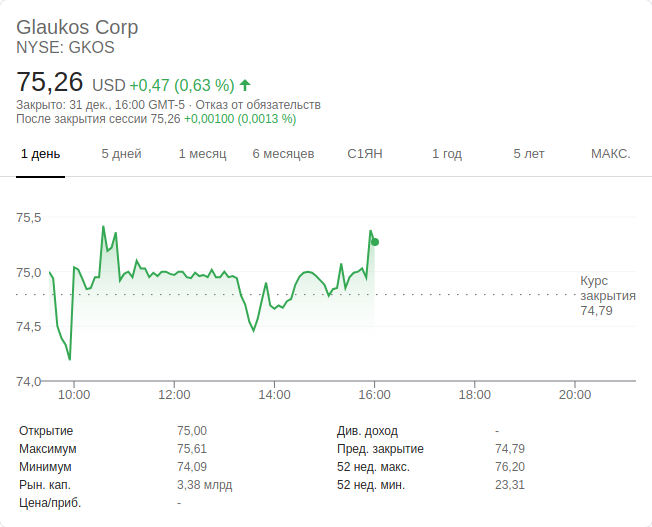 Glaukos Corp
NYSE: GKOS
75,26 USD +0,47 (0,63 %)
Закрыто: 31 дек., 16:00 GMT-5 · Отказ от обязательств
После закрытия сессии 75,26 +0,00100 (0,0013 %)
1 день 5 дней 1 месяц 6 месяцев С1ЯН 1 год 5 лет МАКС.
75,5
75,0
74,5
74,0
Курс
закрытия
74,79
10:00 12:00 14:00 16:00 18:00 20:00
Открытие 75,00 Див. доход -
Максимум 75,61 Пред. закрытие 74,79
Минимум 74,09 52 нед. макс. 76,20
Рын. кап. 3,38 млрд 52 нед. мин. 23,31
Цена/приб. -